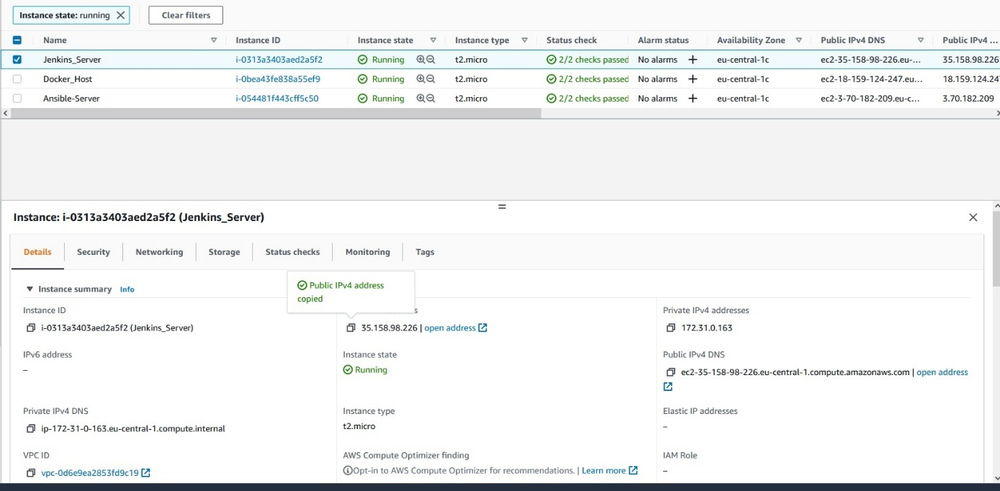 Instance state: running
Clear filters
Name Instance ID Instance state Instance type Status check Alarm status Availability Zone Public IPv4 DNS Public IPv4 ...
Jenkins_Server i-0313a3403aed2a5f2 Running t2.micro 2/2 checks passed No alarms + eu-central-1c ec2-35-158-98-226.eu-... 35.158.98.226
Docker_Host i-0bea43fe838a55ef9 Running t2.micro 2/2 checks passed No alarms + eu-central-1c ec2-18-159-124-247.eu... 18.159.124.24
Ansible-Server i-054481f443cff5c50 Running t2.micro 2/2 checks passed No alarms + eu-central-1c ec2-3-70-182-209.eu-c... 3.70.182.209
Instance: i-0313a3403aed2a5f2 (Jenkins_Server)
Details Security Networking Storage Status checks Monitoring Tags
Public IPv4 address
copied
Instance summary Info
Instance ID
i-0313a3403aed2a5f2 (Jenkins_Server)
35.158.98.226 | open address
Private IPv4 addresses
172.31.0.163
IPv6 address
–
Instance state
Running
Public IPv4 DNS
ec2-35-158-98-226.eu-central-1.compute.amazonaws.com | open address
Private IPv4 DNS
ip-172-31-0-163.eu-central-1.compute.internal
Instance type
t2.micro
Elastic IP addresses
–
VPC ID
vpc-0d6e9ea2853fd9c19
AWS Compute Optimizer finding
Opt-in to AWS Compute Optimizer for recommendations. | Learn more
IAM Role
–